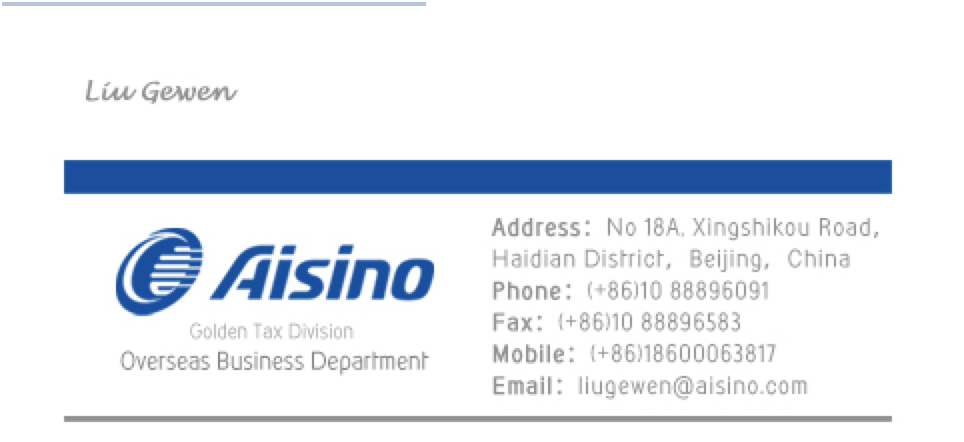 Liu Gewen
Aisino
Golden Tax Division
Overseas Business Department
Address： No 18A, Xingshikou Road,
Haidian District， Beijing， China
Phone： (+86)10 88896091
Fax： (+86)10 88896583
Mobile： (+86)18600063817
Email： liugewen@aisino.com